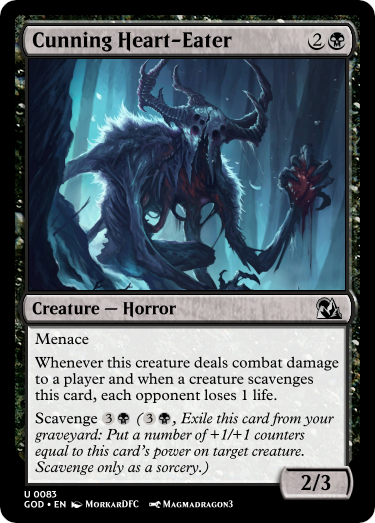 Cunning Heart-Eater 2
Creature — Horror
Menace
Whenever this creature deals combat damage
to a player and when a creature scavenges
this card, each opponent loses 1 life.
Scavenge 3 (3, Exile this card from your
graveyard: Put a number of +1/+1 counters
equal to this card's power on target creature.
Scavenge only as a sorcery.)
2/3
U 0083
GOD • EN MorkarDFC Magmadragon3